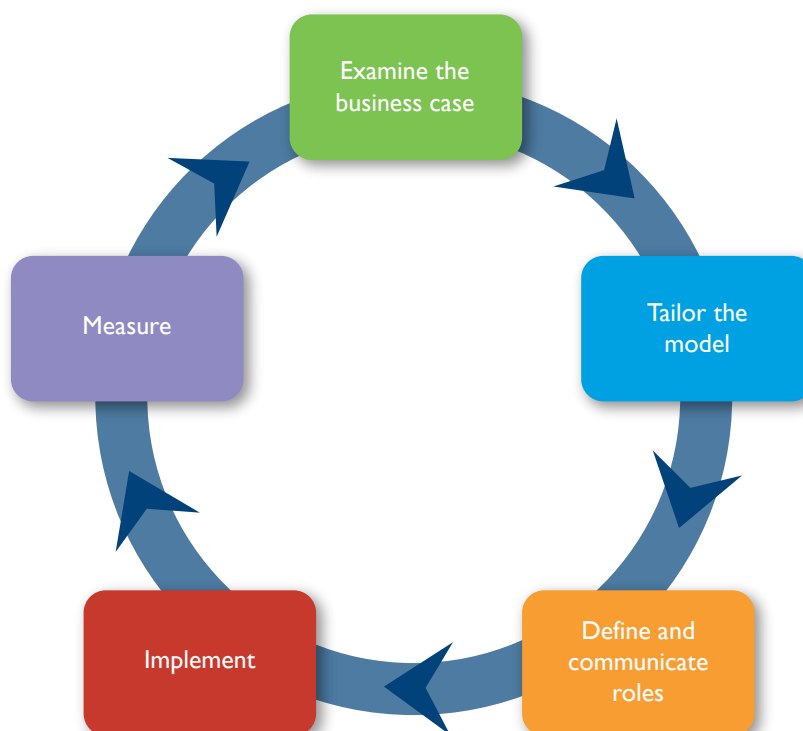 Examine the
business case
Tailor the
model
Define and
communicate
roles
Implement
Measure